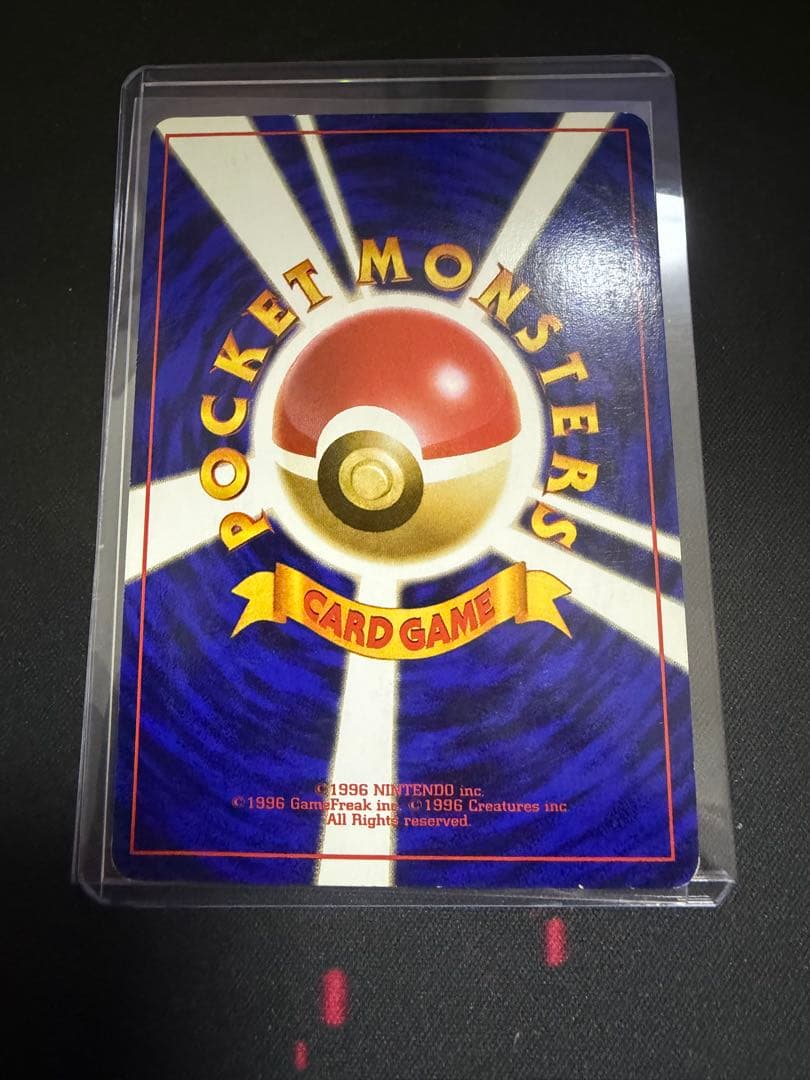 POCKET MONSTERS
CARD GAME
©1996 NINTENDO inc.
©1996 GameFreak inc. ©1996 Creatures inc.
All Rights reserved.